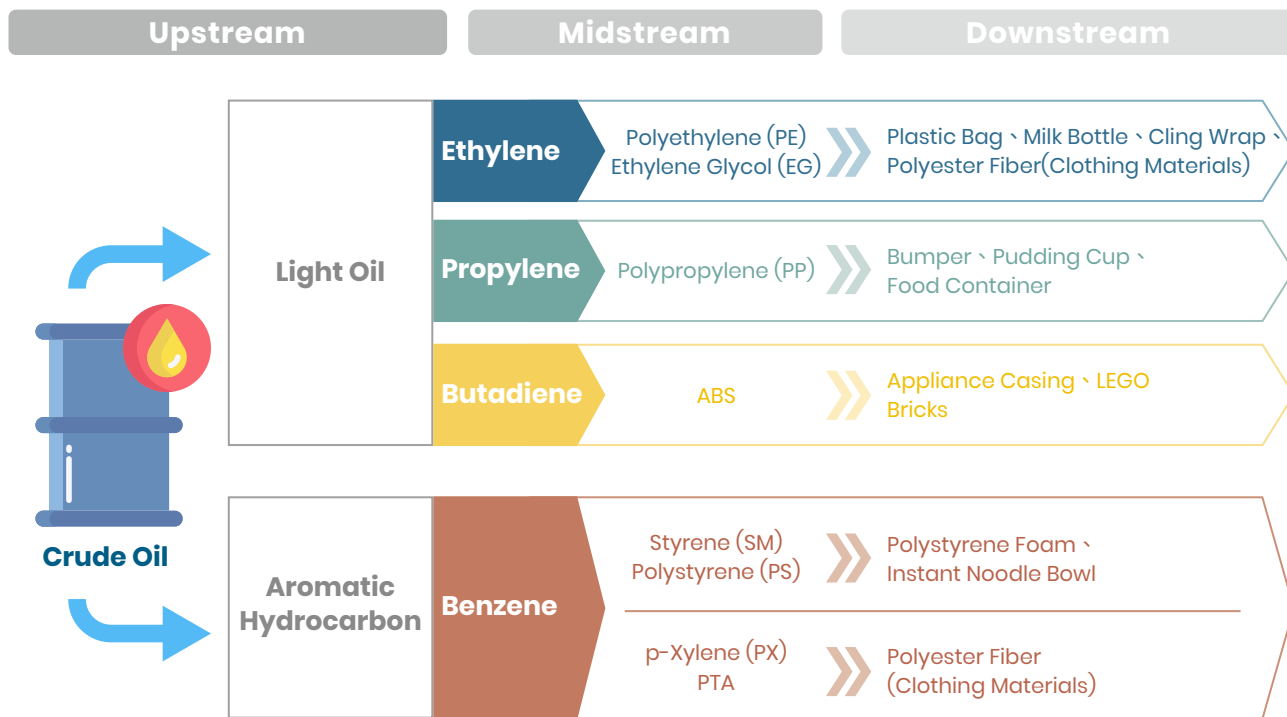 Upstream
Midstream
Downstream
Crude Oil
Light Oil
Ethylene
Polyethylene (PE)
Ethylene Glycol (EG)
Plastic Bag、Milk Bottle、Cling Wrap、
Polyester Fiber(Clothing Materials)
Propylene
Polypropylene (PP)
Bumper、Pudding Cup、
Food Container
Butadiene
ABS
Appliance Casing、LEGO
Bricks
Aromatic
Hydrocarbon
Benzene
Styrene (SM)
Polystyrene (PS)
Polystyrene Foam、
Instant Noodle Bowl
p-Xylene (PX)
PTA
Polyester Fiber
(Clothing Materials)